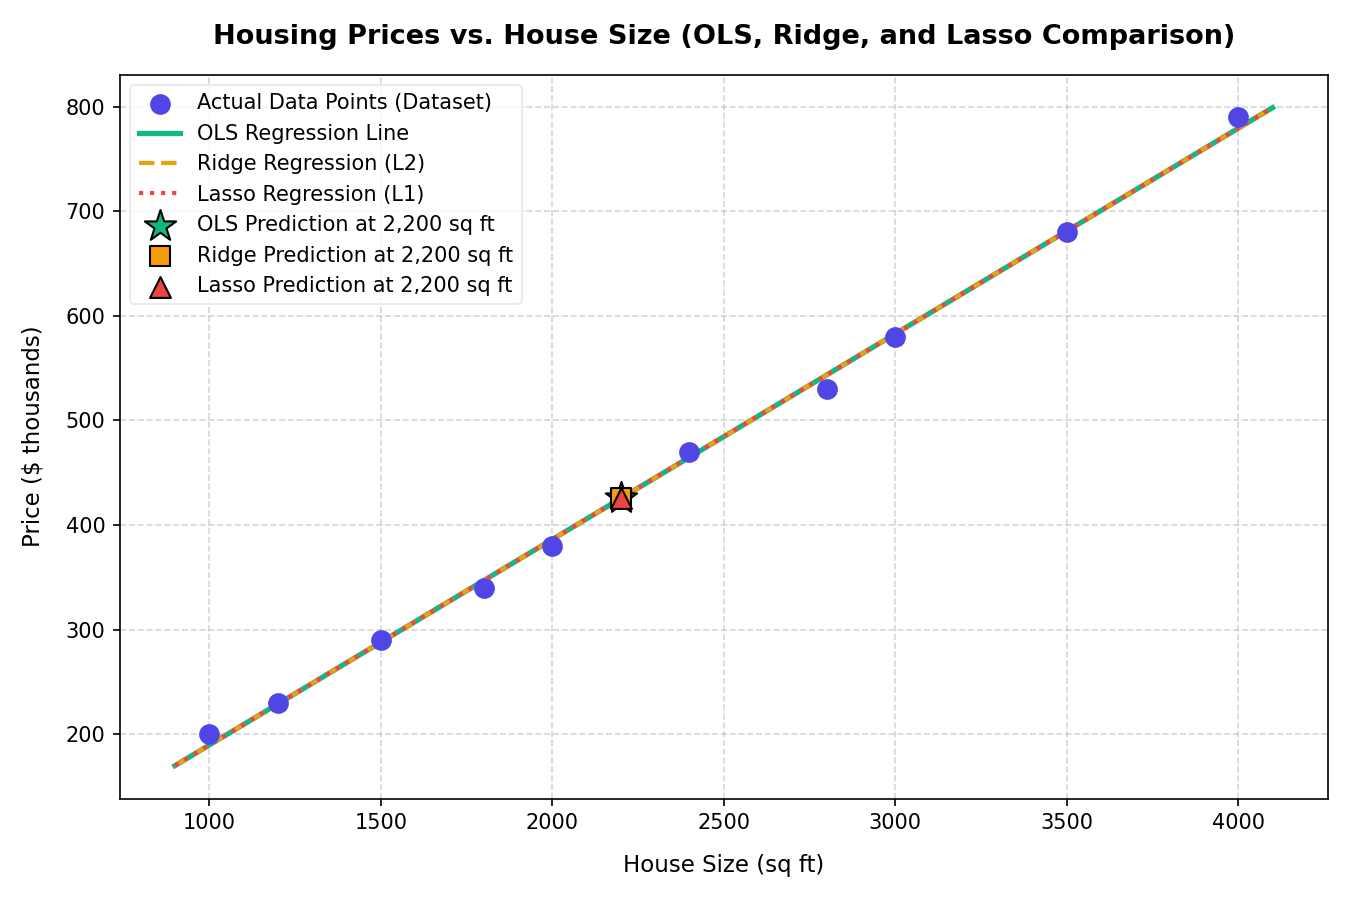 Housing Prices vs. House Size (OLS, Ridge, and Lasso Comparison)
Actual Data Points (Dataset)
OLS Regression Line
Ridge Regression (L2)
Lasso Regression (L1)
OLS Prediction at 2,200 sq ft
Ridge Prediction at 2,200 sq ft
Lasso Prediction at 2,200 sq ft
Price ($ thousands)
800
700
600
500
400
300
200
1000 1500 2000 2500 3000 3500 4000
House Size (sq ft)